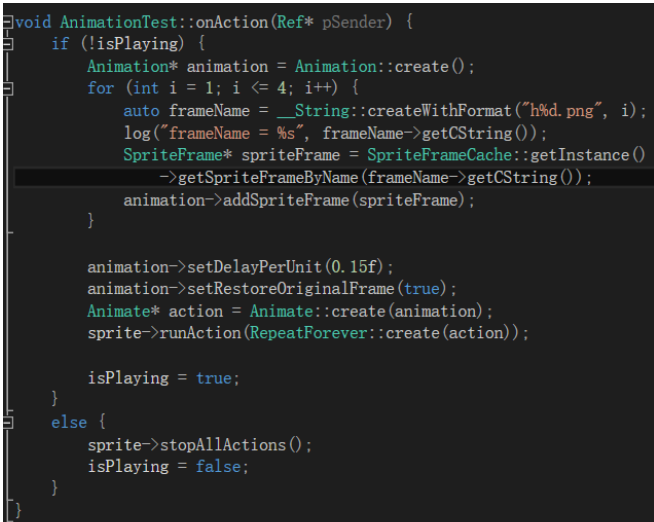 void AnimationTest::onAction(Ref* pSender) {
    if (!isPlaying) {
        Animation* animation = Animation::create();
        for (int i = 1; i <= 4; i++) {
            auto frameName = __String::createWithFormat("h%d.png", i);
            log("frameName = %s", frameName->getCString());
            SpriteFrame* spriteFrame = SpriteFrameCache::getInstance()
                ->getSpriteFrameByName(frameName->getCString());
            animation->addSpriteFrame(spriteFrame);
        }

        animation->setDelayPerUnit(0.15f);
        animation->setRestoreOriginalFrame(true);
        Animate* action = Animate::create(animation);
        sprite->runAction(RepeatForever::create(action));

        isPlaying = true;
    }
    else {
        sprite->stopAllActions();
        isPlaying = false;
    }
}